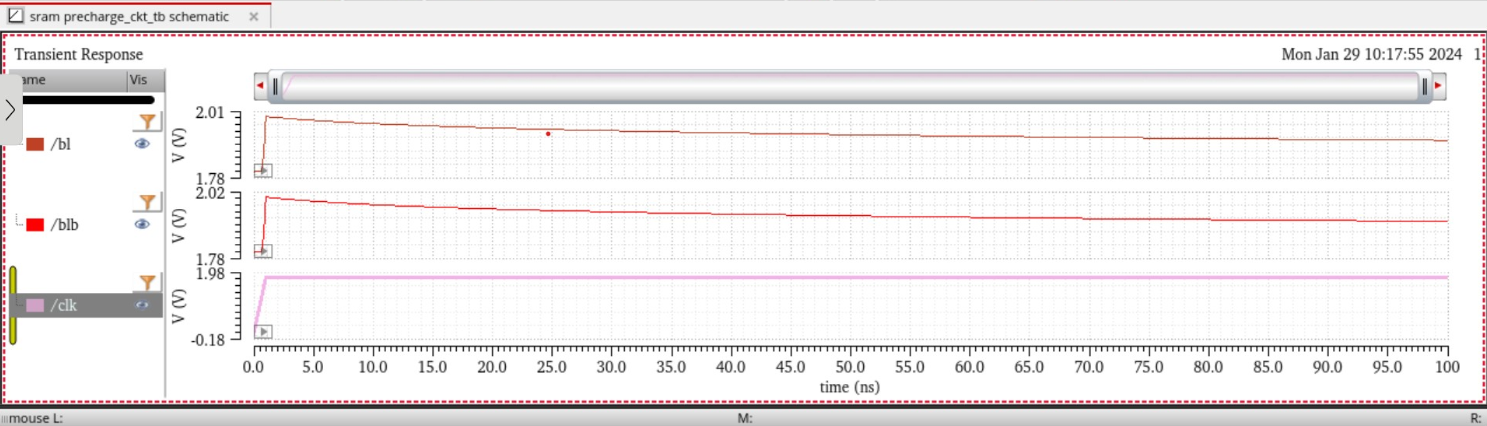 sram precharge_ckt_tb schematic
Transient Response
Mon Jan 29 10:17:55 2024 1
ame Vis
/bl
V (V)
2.01
1.78
/blb
V (V)
2.02
1.78
/clk
V (V)
1.98
-0.18
0.0 5.0 10.0 15.0 20.0 25.0 30.0 35.0 40.0 45.0 50.0 55.0 60.0 65.0 70.0 75.0 80.0 85.0 90.0 95.0 100
time (ns)
mouse L: M: R: